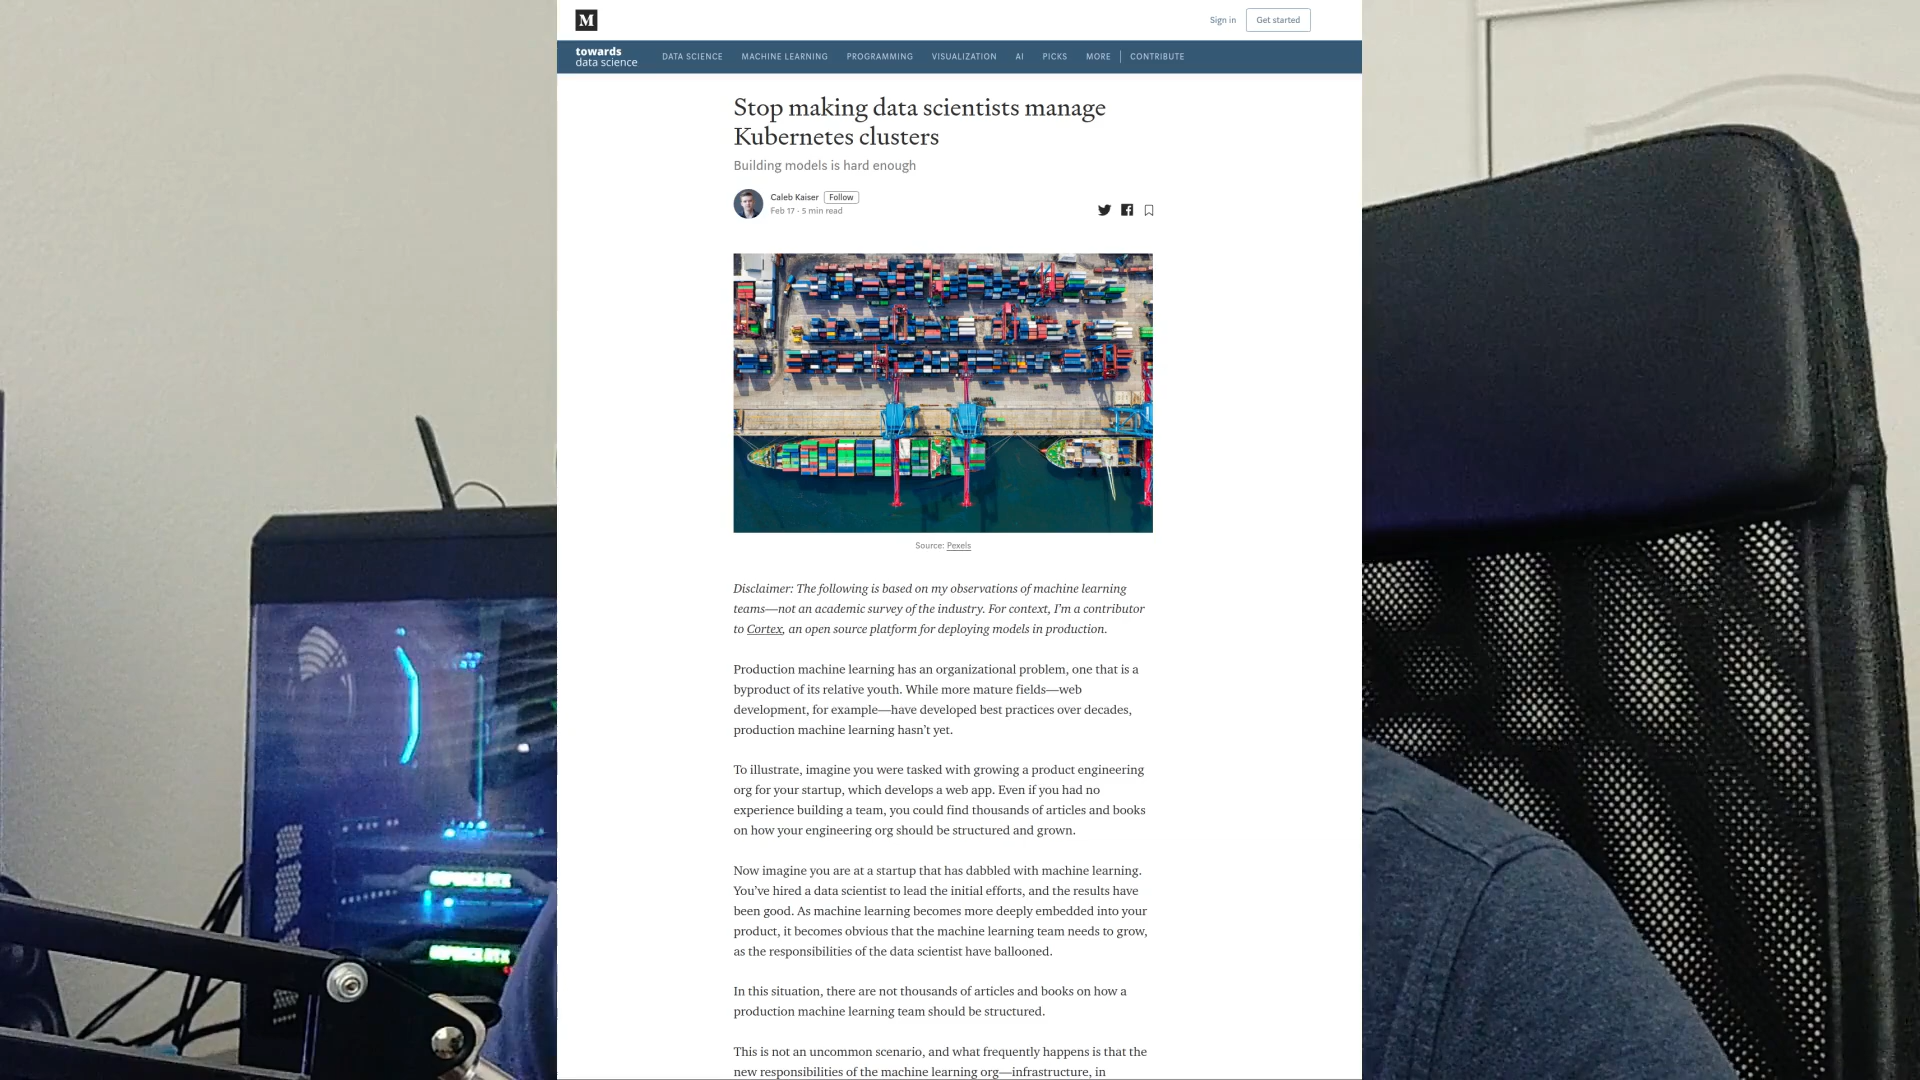 M
Sign in
Get started
towards
data science
DATA SCIENCE
MACHINE LEARNING
PROGRAMMING
VISUALIZATION
AI
PICKS
MORE
CONTRIBUTE
Stop making data scientists manage
Kubernetes clusters
Building models is hard enough
Caleb Kaiser
Follow
Feb 17 · 5 min read
Source: Pexels
Disclaimer: The following is based on my observations of machine learning
teams—not an academic survey of the industry. For context, I'm a contributor
to Cortex, an open source platform for deploying models in production.
Production machine learning has an organizational problem, one that is a
byproduct of its relative youth. While more mature fields—web
development, for example—have developed best practices over decades,
production machine learning hasn't yet.
To illustrate, imagine you were tasked with growing a product engineering
org for your startup, which develops a web app. Even if you had no
experience building a team, you could find thousands of articles and books
on how your engineering org should be structured and grown.
Now imagine you are at a startup that has dabbled with machine learning.
You've hired a data scientist to lead the initial efforts, and the results have
been good. As machine learning becomes more deeply embedded into your
product, it becomes obvious that the machine learning team needs to grow,
as the responsibilities of the data scientist have ballooned.
In this situation, there are not thousands of articles and books on how a
production machine learning team should be structured.
This is not an uncommon scenario, and what frequently happens is that the
new responsibilities of the machine learning org—infrastructure, in
GEFORCE RTX
GEFORCE RTX